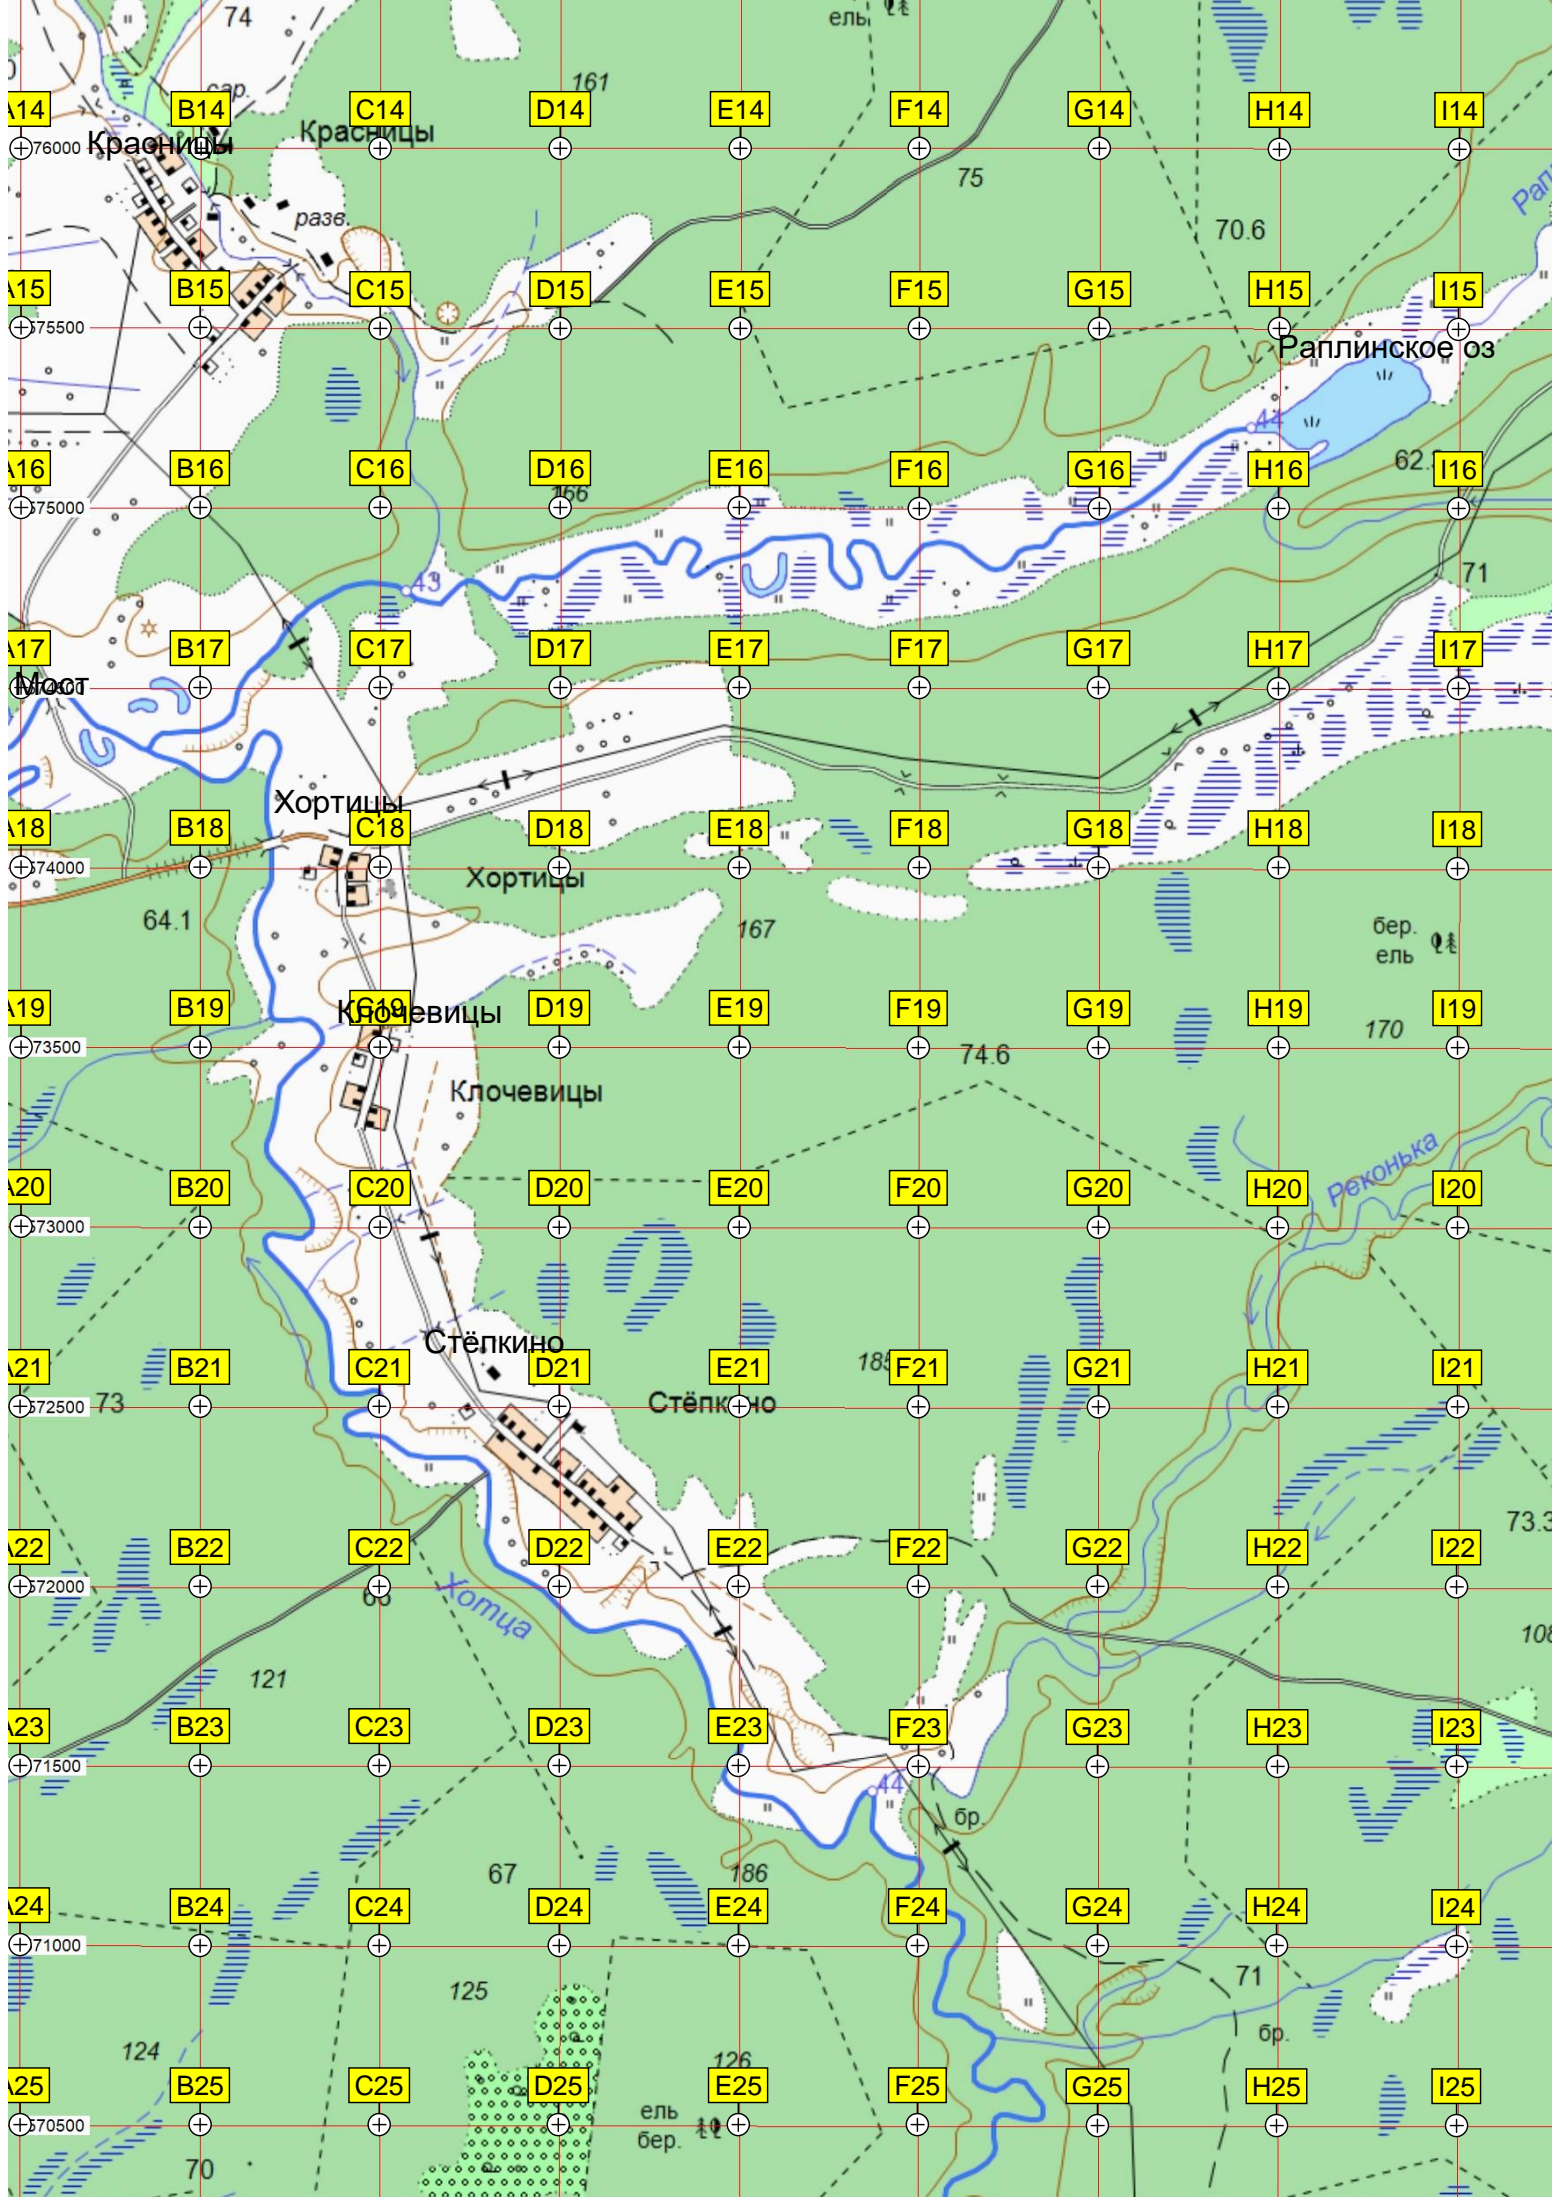 74
ель
сар.
161
A14 B14 C14 D14 E14 F14 G14 H14 I14
Красницы
Красницы
76000
75
разв.
Рапл
70.6
A15 B15 C15 D15 E15 F15 G15 H15 I15
575500
Раплинское оз
44
62.
A16 B16 C16 D16 E16 F16 G16 H16 I16
166
575000
43
71
A17 B17 C17 D17 E17 F17 G17 H17 I17
Мост
Хортицы
A18 B18 C18 D18 E18 F18 G18 H18 I18
574000
Хортицы
64.1
167
бер.
ель
A19 B19 C19 D19 E19 F19 G19 H19 I19
Клочевицы
170
73500
74.6
Клочевицы
Реконька
A20 B20 C20 D20 E20 F20 G20 H20 I20
573000
Стёпкино
A21 B21 C21 D21 E21 F21 G21 H21 I21
185
572500
73
Стёпкино
73.3
A22 B22 C22 D22 E22 F22 G22 H22 I22
572000
66
Хотца
108
121
A23 B23 C23 D23 E23 F23 G23 H23 I23
71500
44
бр.
67
186
A24 B24 C24 D24 E24 F24 G24 H24 I24
71000
125
71
124
126
бр.
A25 B25 C25 D25 E25 F25 G25 H25 I25
570500
ель
бер.
70